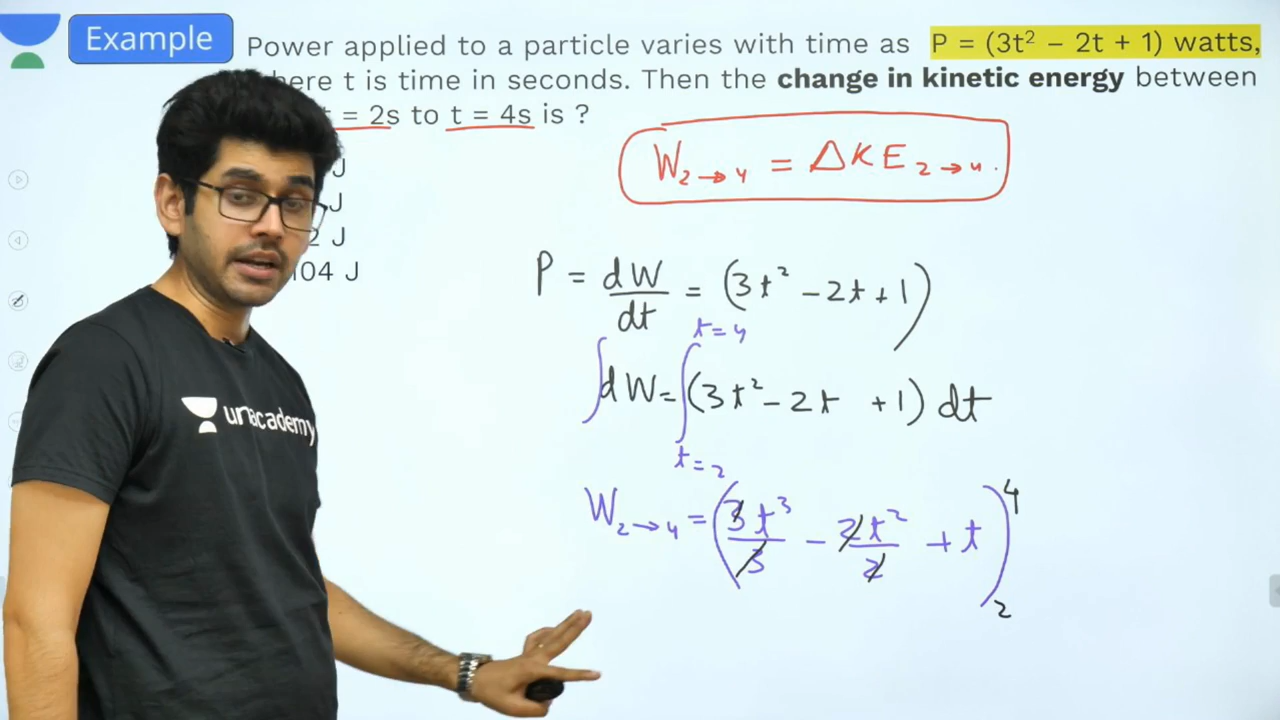 Example
Power applied to a particle varies with time as P = (3t² − 2t + 1) watts,
here t is time in seconds. Then the change in kinetic energy between
t = 2s to t = 4s is ?
J
J
2 J
104 J
W₂→₄ = ΔKE₂→₄.
P = dW/dt = (3t² − 2t + 1)
t=4
∫dW = ∫(3t² − 2t + 1) dt
t=2
W₂→₄ = (3t³/3 − 2t²/2 + t)⁴₂
unacademy